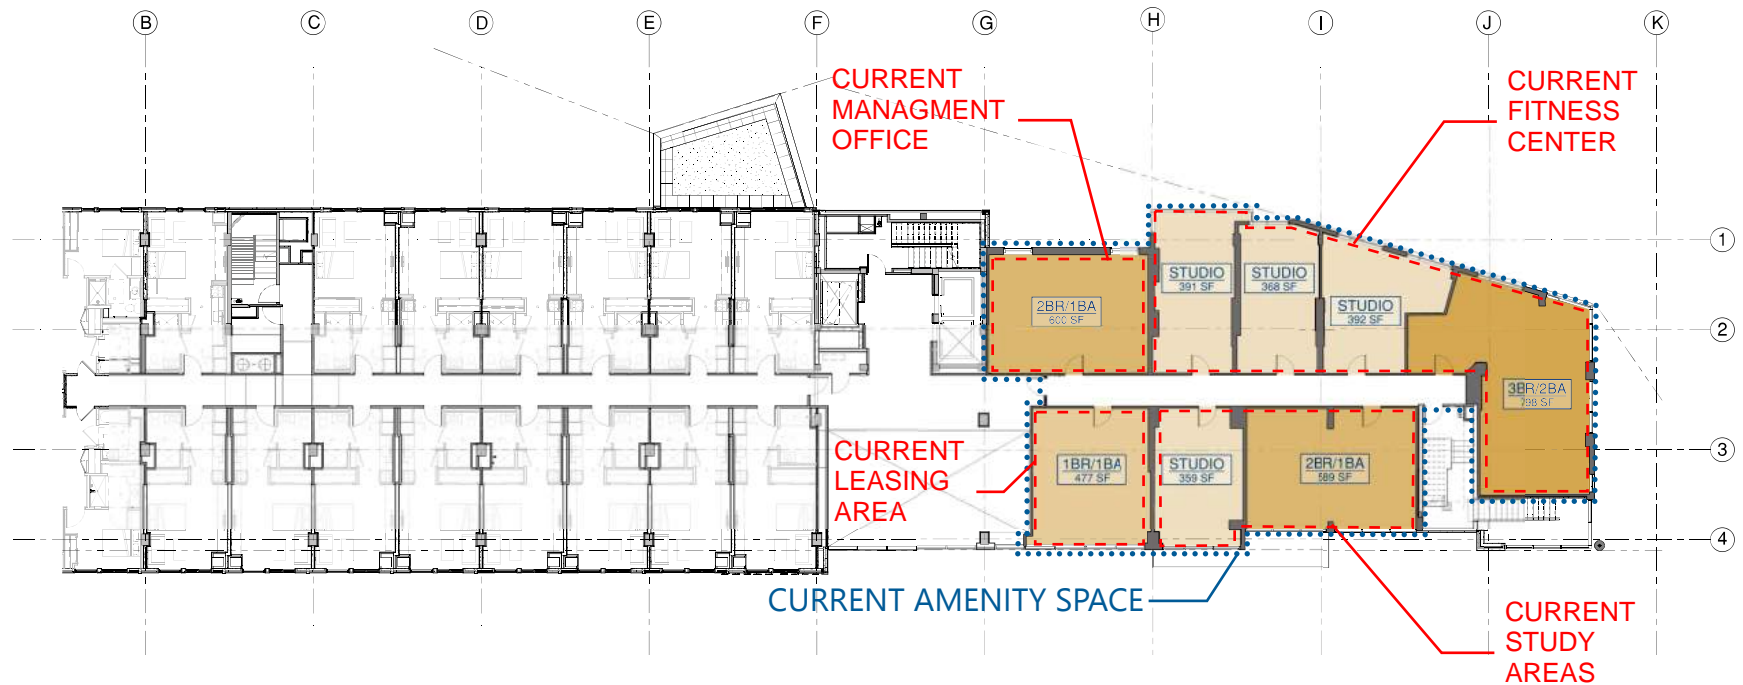 B C D E F G H I J K
CURRENT
MANAGMENT
OFFICE
CURRENT
FITNESS
CENTER
1
STUDIO
391 SF
STUDIO
368 SF
STUDIO
392 SF
2BR/1BA
600 SF
2
3BR/2BA
798 SF
CURRENT
LEASING
AREA
1BR/1BA
477 SF
STUDIO
359 SF
2BR/1BA
589 SF
3
4
CURRENT AMENITY SPACE
CURRENT
STUDY
AREAS